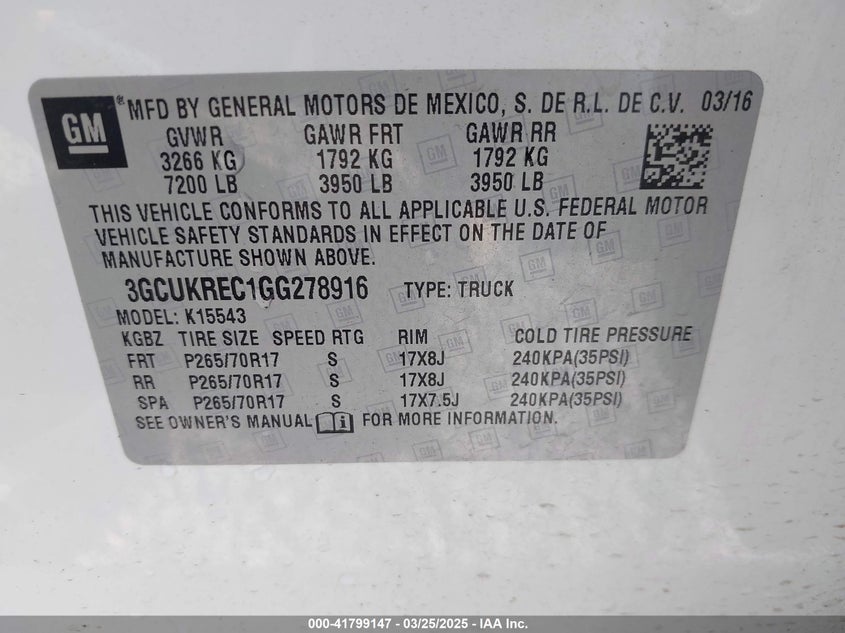 GM
® MFD BY GENERAL MOTORS DE MEXICO, S. DE R.L. DE C.V. 03/16
GVWR GAWR FRT GAWR RR
3266 KG 1792 KG 1792 KG
7200 LB 3950 LB 3950 LB
THIS VEHICLE CONFORMS TO ALL APPLICABLE U.S. FEDERAL MOTOR
VEHICLE SAFETY STANDARDS IN EFFECT ON THE DATE OF
MANUFACTURE SHOWN ABOVE.
3GCUKREC1GG278916 TYPE: TRUCK
MODEL: K15543
KGBZ TIRE SIZE SPEED RTG RIM COLD TIRE PRESSURE
FRT P265/70R17 S 17X8J 240KPA(35PSI)
RR P265/70R17 S 17X8J 240KPA(35PSI)
SPA P265/70R17 S 17X7.5J 240KPA(35PSI)
SEE OWNER'S MANUAL FOR MORE INFORMATION.
000-41799147 / 03/25/2025 - © IAA Inc.